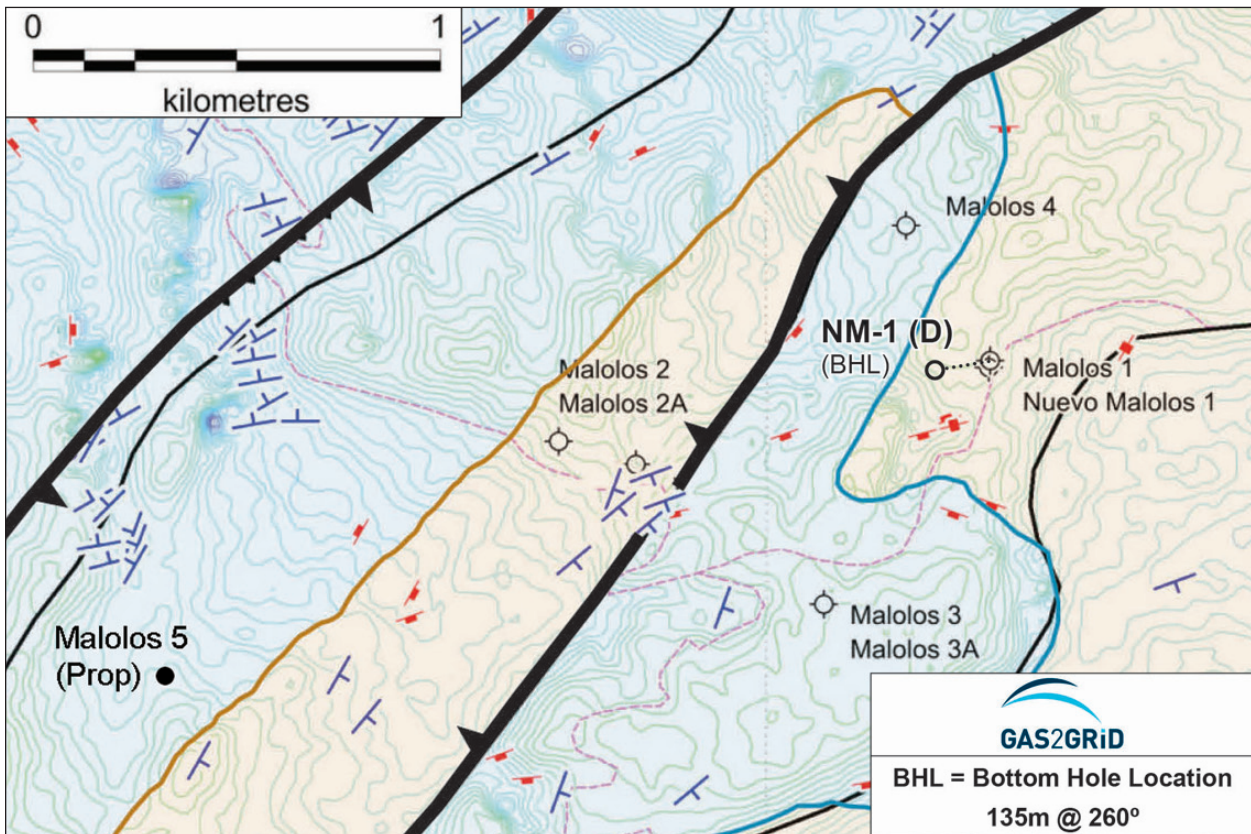 0 1
kilometres
Malolos 4
NM-1 (D)
(BHL)
Malolos 1
Nuevo Malolos 1
Malolos 2
Malolos 2A
Malolos 3
Malolos 3A
Malolos 5
(Prop)
GAS2GRiD
BHL = Bottom Hole Location
135m @ 260º